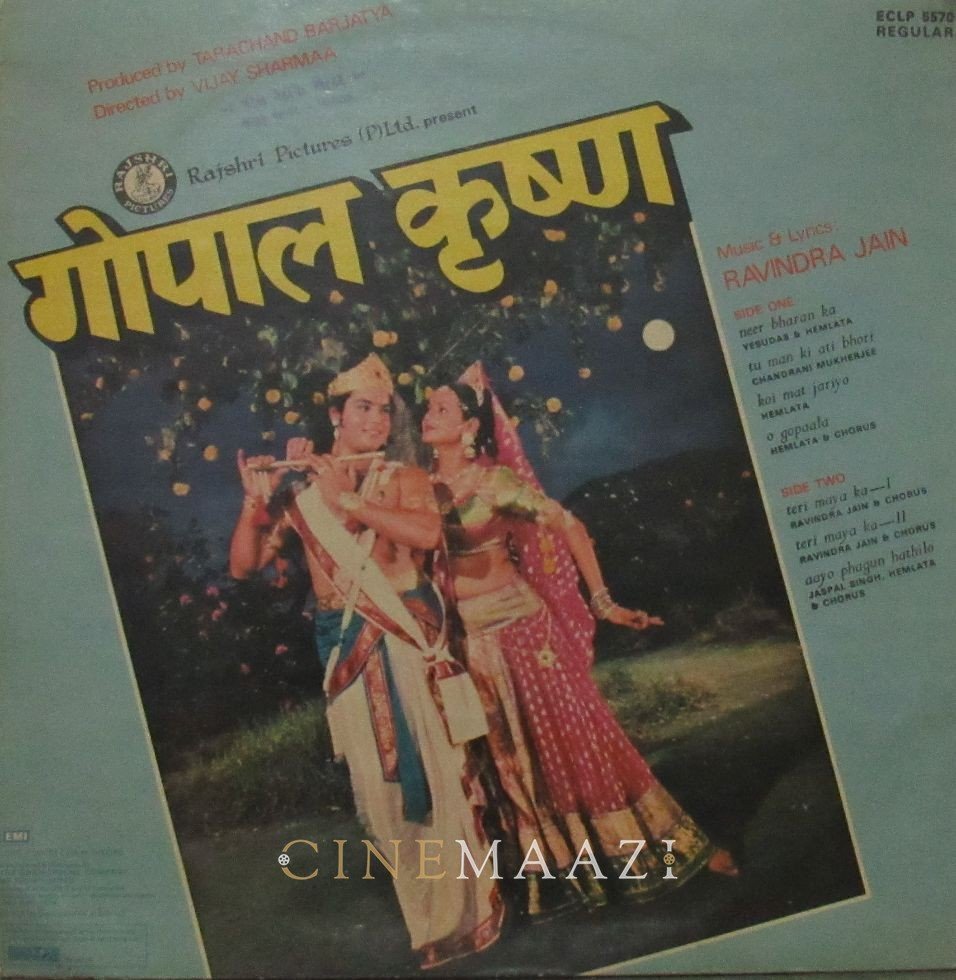 Produced by TARACHAND BARJATYA
Directed by VIJAY SHARMAA
ECLP 5570
REGULAR
RAJSHRI
PICTURES
Rajshri Pictures (P) Ltd. present
गोपाल कृष्ण
Music & Lyrics:
RAVINDRA JAIN
SIDE ONE
neer bharan ka
YESUDAS & HEMLATA
tu man ki ati bhori
CHANDRANI MUKHERJEE
koi mat jariyo
HEMLATA
o gopaala
HEMLATA & CHORUS
SIDE TWO
teri maya ka—I
RAVINDRA JAIN & CHORUS
teri maya ka—II
RAVINDRA JAIN & CHORUS
aayo phagun hathilo
JASPAL SINGH, HEMLATA
& CHORUS
EMI
CINEMAAZI